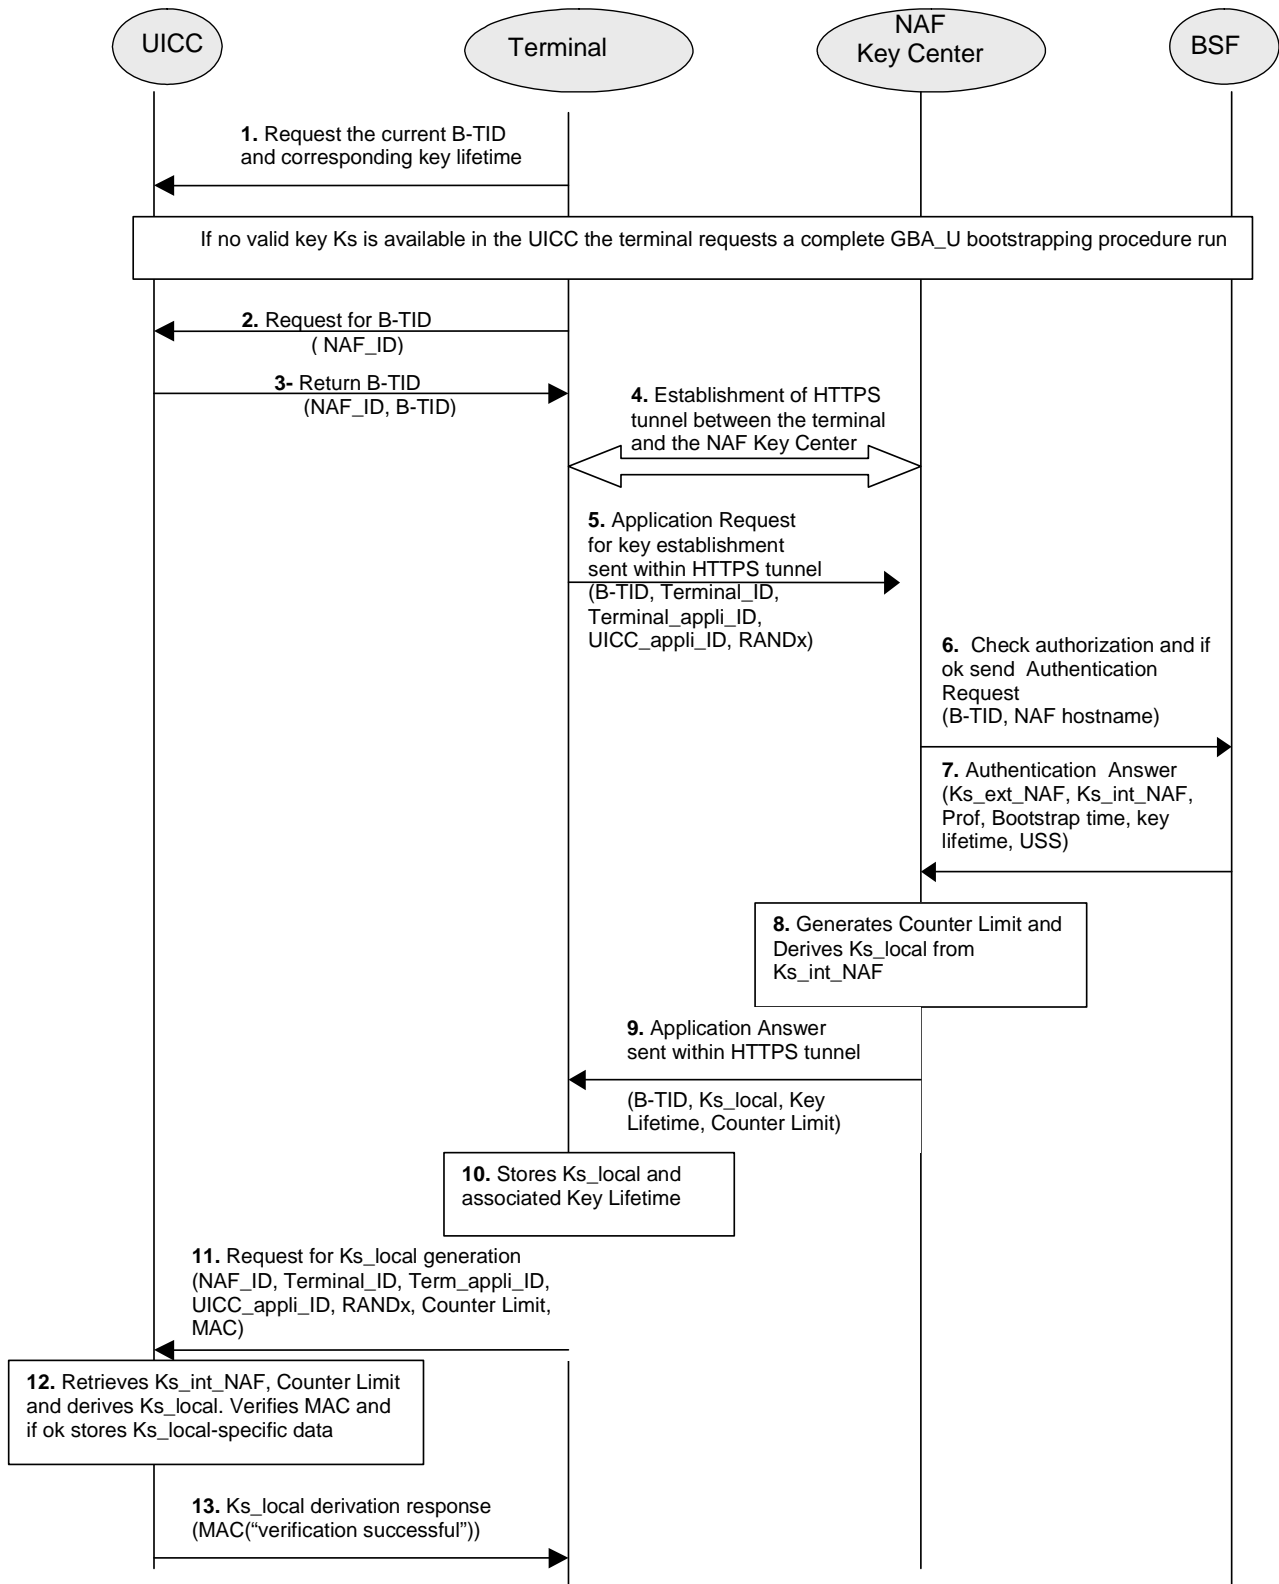 UICC
Terminal
NAF
Key Center
BSF
1. Request the current B-TID
and corresponding key lifetime
If no valid key Ks is available in the UICC the terminal requests a complete GBA_U bootstrapping procedure run
2. Request for B-TID
( NAF_ID)
3- Return B-TID
(NAF_ID, B-TID)
4. Establishment of HTTPS
tunnel between the terminal
and the NAF Key Center
5. Application Request
for key establishment
sent within HTTPS tunnel
(B-TID, Terminal_ID,
Terminal_appli_ID,
UICC_appli_ID, RANDx)
6. Check authorization and if
ok send Authentication
Request
(B-TID, NAF hostname)
7. Authentication Answer
(Ks_ext_NAF, Ks_int_NAF,
Prof, Bootstrap time, key
lifetime, USS)
8. Generates Counter Limit and
Derives Ks_local from
Ks_int_NAF
9. Application Answer
sent within HTTPS tunnel
(B-TID, Ks_local, Key
Lifetime, Counter Limit)
10. Stores Ks_local and
associated Key Lifetime
11. Request for Ks_local generation
(NAF_ID, Terminal_ID, Term_appli_ID,
UICC_appli_ID, RANDx, Counter Limit,
MAC)
12. Retrieves Ks_int_NAF, Counter Limit
and derives Ks_local. Verifies MAC and
if ok stores Ks_local-specific data
13. Ks_local derivation response
(MAC(“verification successful”))